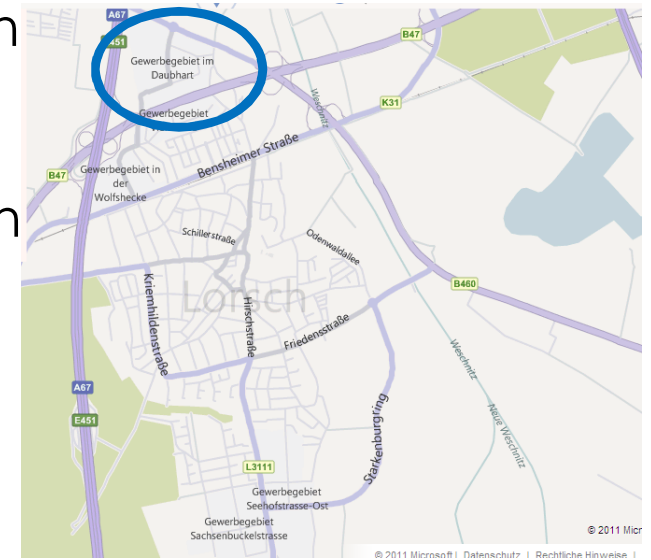 n
n
A67
E451
B47
Gewerbegebiet im
Daubhart
Weschnitz
K31
Gewerbegebiet
Bensheimer Straße
B47
Gewerbegebiet in
der
Wolfshecke
Schillerstraße
Odenwaldallee
B460
Kriemhildenstraße
Lorsch
Hirschstraße
Friedensstraße
Weschnitz
A67
E451
Starkenburgring
Neue Weschnitz
L3111
Gewerbegebiet
Seehofstrasse-Ost
Gewerbegebiet
Sachsenbuckelstrasse
© 2011 Micr
© 2011 Microsoft | Datenschutz | Rechtliche Hinweise |